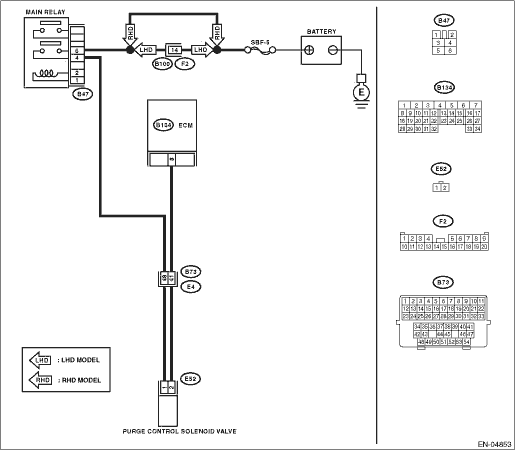 MAIN RELAY
6
4
2
1
B47
RHD
RHD
LHD
14
LHD
B100
F2
SBF-5
BATTERY
E
B134
ECM
B73
E4
E52
1
2
PURGE CONTROL SOLENOID VALVE
LHD : LHD MODEL
RHD : RHD MODEL
B47
1 2
3 4
5 6
B134
1 2 3 4 5 6 7
8 9 10 11 12 13 14 15 16 17
18 19 20 21 22 23 24 25 26 27
28 29 30 31 32 33 34
E52
1 2
F2
1 2 3 4 5 6 7 8 9
10 11 12 13 14 15 16 17 18 19 20
B73
1 2 3 4 5 6 7 8 9 10 11
12 13 14 15 16 17 18 19 20 21 22
23 24 25 26 27 28 29 30 31 32 33
34 35 36 37 38 39 40 41
42 43 44 45 46 47
48 49 50 51 52 53 54
EN-04853